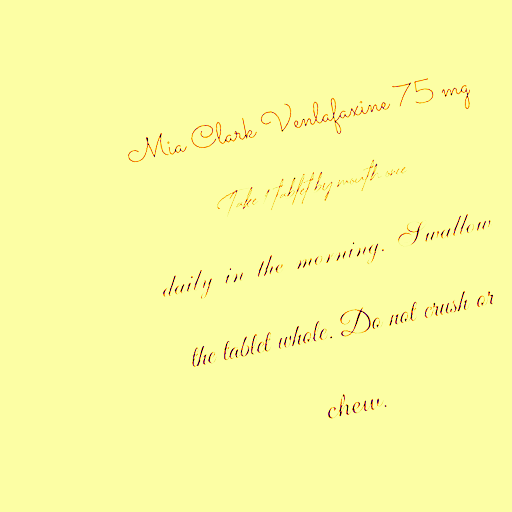 Mia Clark Venlafaxine 75 mg
Take 1 tablet by mouth once
daily in the morning. Swallow
the tablet whole. Do not crush or
chew.